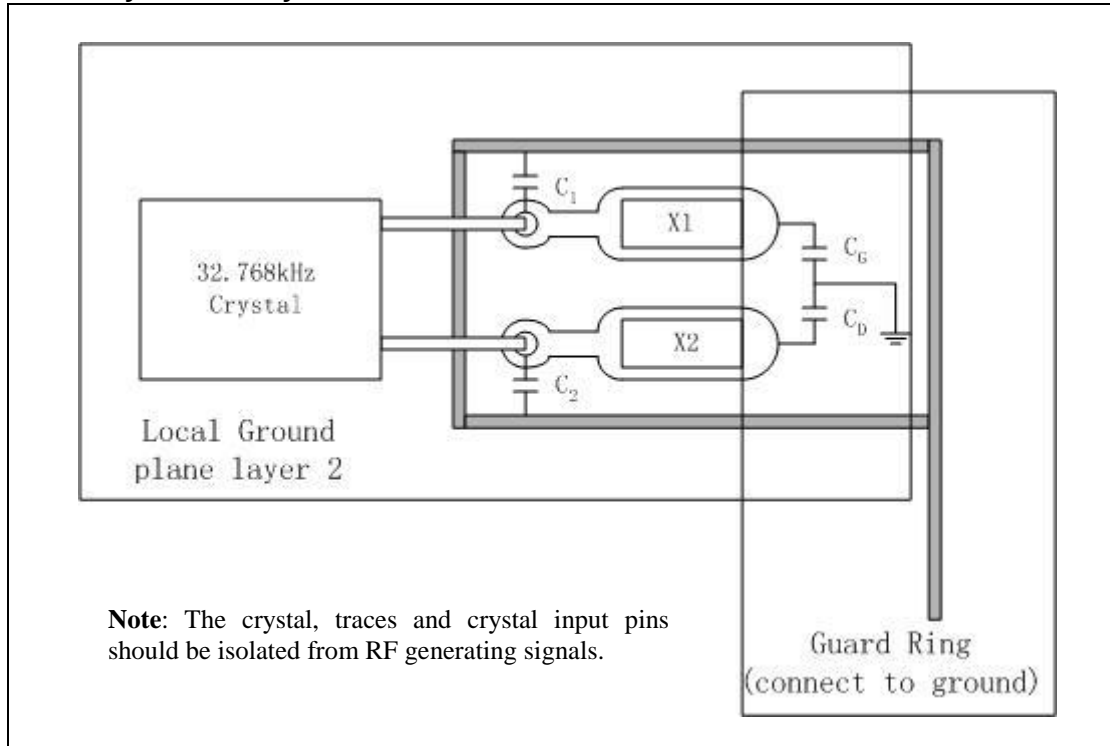 32.768kHz
Crystal
C1
X1
CG
X2
CD
C2
Local Ground
plane layer 2
Note: The crystal, traces and crystal input pins
should be isolated from RF generating signals.
Guard Ring
(connect to ground)